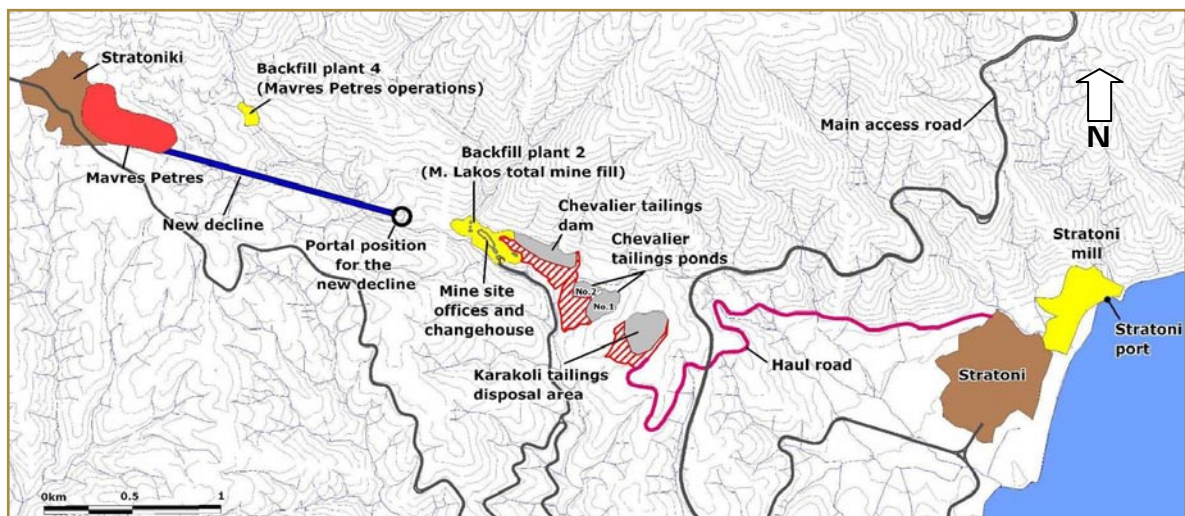 Stratoniki
Backfill plant 4
(Mavres Petres operations)
Main access road
N
Mavres Petres
New decline
Backfill plant 2
(M. Lakos total mine fill)
Chevalier tailings
dam
Chevalier
tailings ponds
No.2
No.1
Portal position
for the
new decline
Mine site
offices and
changehouse
Stratoni
mill
Stratoni
port
Karakoli tailings
disposal area
Haul road
Stratoni
0km 0.5 1